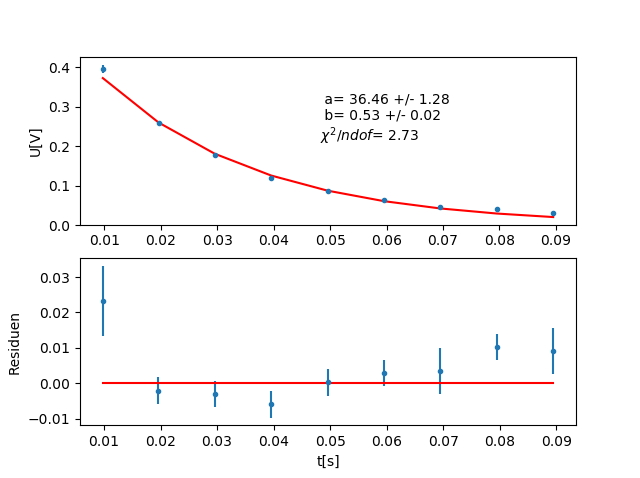 0.4
0.3
0.2
0.1
0.0
U[V]
a= 36.46 +/- 1.28
b= 0.53 +/- 0.02
χ²/ndof= 2.73
0.01 0.02 0.03 0.04 0.05 0.06 0.07 0.08 0.09
0.03
0.02
0.01
0.00
−0.01
Residuen
0.01 0.02 0.03 0.04 0.05 0.06 0.07 0.08 0.09
t[s]